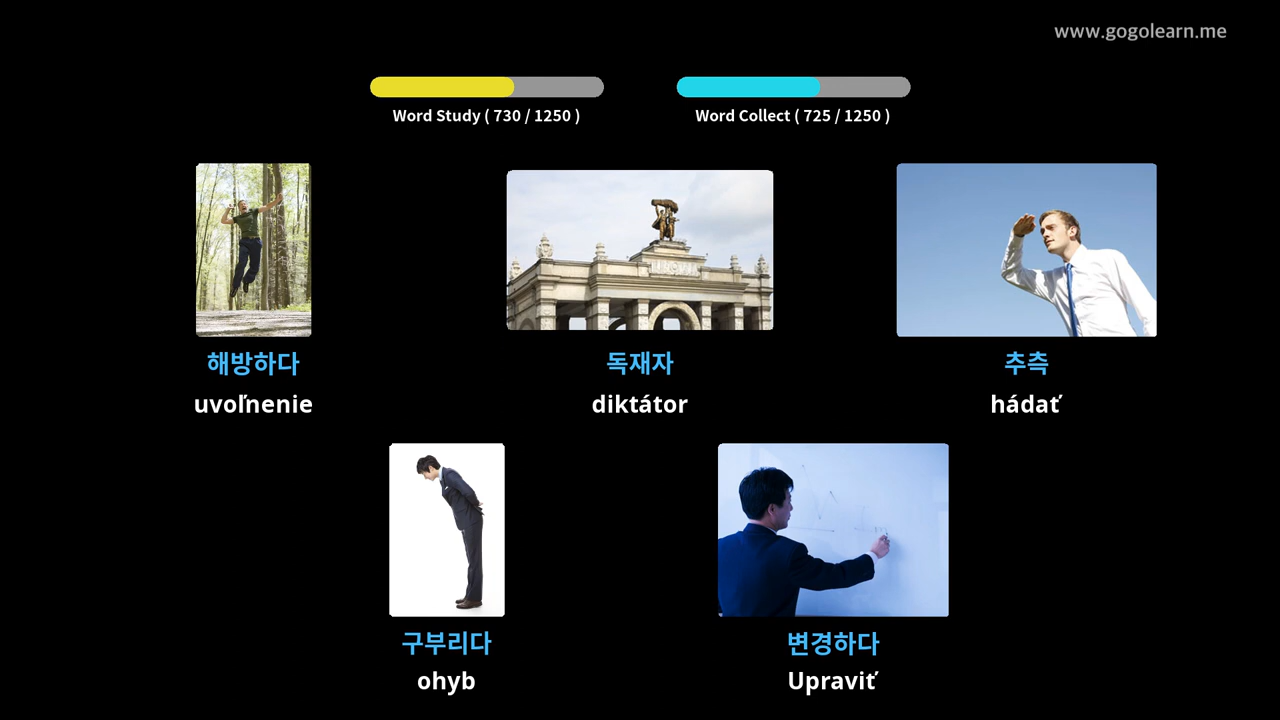 www.gogolearn.me
Word Study ( 730 / 1250 )
Word Collect ( 725 / 1250 )
해방하다
독재자
추측
uvoľnenie
diktátor
hádať
구부리다
변경하다
ohyb
Upraviť